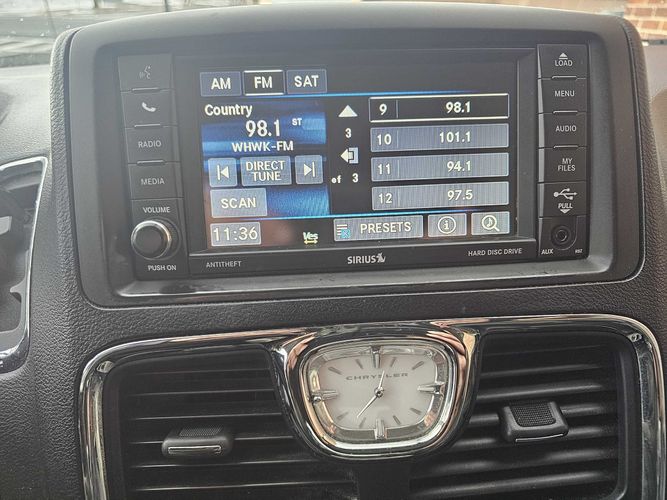 AM FM SAT
Country
98.1 ST
WHWK-FM
DIRECT TUNE
SCAN
11:36
3 of 3
9 98.1
10 101.1
11 94.1
12 97.5
Yes
PRESETS
RADIO
MEDIA
VOLUME
PUSH ON
ANTITHEFT
SIRIUS
HARD DISC DRIVE
LOAD
MENU
AUDIO
MY FILES
PULL
AUX
RB2
CHRYSLER